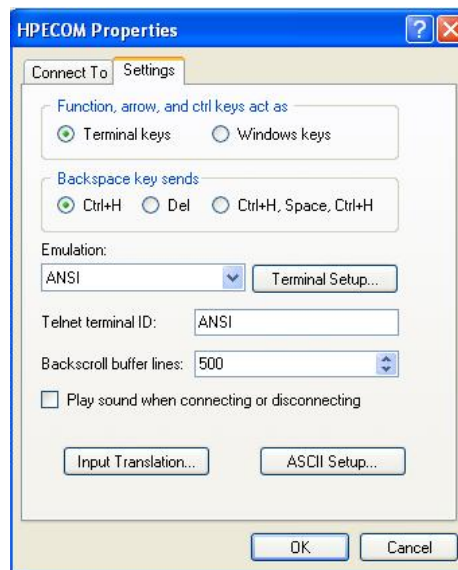 HPECOM Properties
Connect To Settings
Function, arrow, and ctrl keys act as
Terminal keys Windows keys
Backspace key sends
Ctrl+H Del Ctrl+H, Space, Ctrl+H
Emulation:
ANSI Terminal Setup...
Telnet terminal ID: ANSI
Backscroll buffer lines: 500
Play sound when connecting or disconnecting
Input Translation... ASCII Setup...
OK Cancel